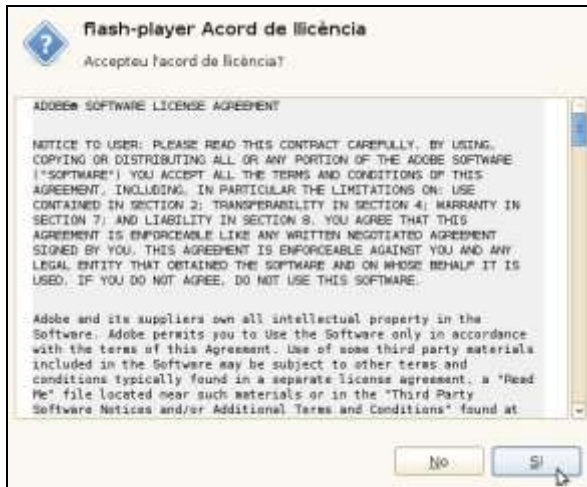 flash-player Acord de llicència
Accepteu l'acord de llicència?
ADOBE® SOFTWARE LICENSE AGREEMENT
NOTICE TO USER: PLEASE READ THIS CONTRACT CAREFULLY. BY USING,
COPYING OR DISTRIBUTING ALL OR ANY PORTION OF THE ADOBE SOFTWARE
("SOFTWARE") YOU ACCEPT ALL THE TERMS AND CONDITIONS OF THIS
AGREEMENT, INCLUDING, IN PARTICULAR THE LIMITATIONS ON: USE
CONTAINED IN SECTION 2; TRANSFERABILITY IN SECTION 4; WARRANTY IN
SECTION 7; AND LIABILITY IN SECTION 8. YOU AGREE THAT THIS
AGREEMENT IS ENFORCEABLE LIKE ANY WRITTEN NEGOTIATED AGREEMENT
SIGNED BY YOU. THIS AGREEMENT IS ENFORCEABLE AGAINST YOU AND ANY
LEGAL ENTITY THAT OBTAINED THE SOFTWARE AND ON WHOSE BEHALF IT IS
USED. IF YOU DO NOT AGREE, DO NOT USE THIS SOFTWARE.
Adobe and its suppliers own all intellectual property in the
Software. Adobe permits you to Use the Software only in accordance
with the terms of this Agreement. Use of some third party materials
included in the Software may be subject to other terms and
conditions typically found in a separate license agreement, a "Read
Me" file located near such materials or in the "Third Party
Software Notices and/or Additional Terms and Conditions" found at
No
Sí